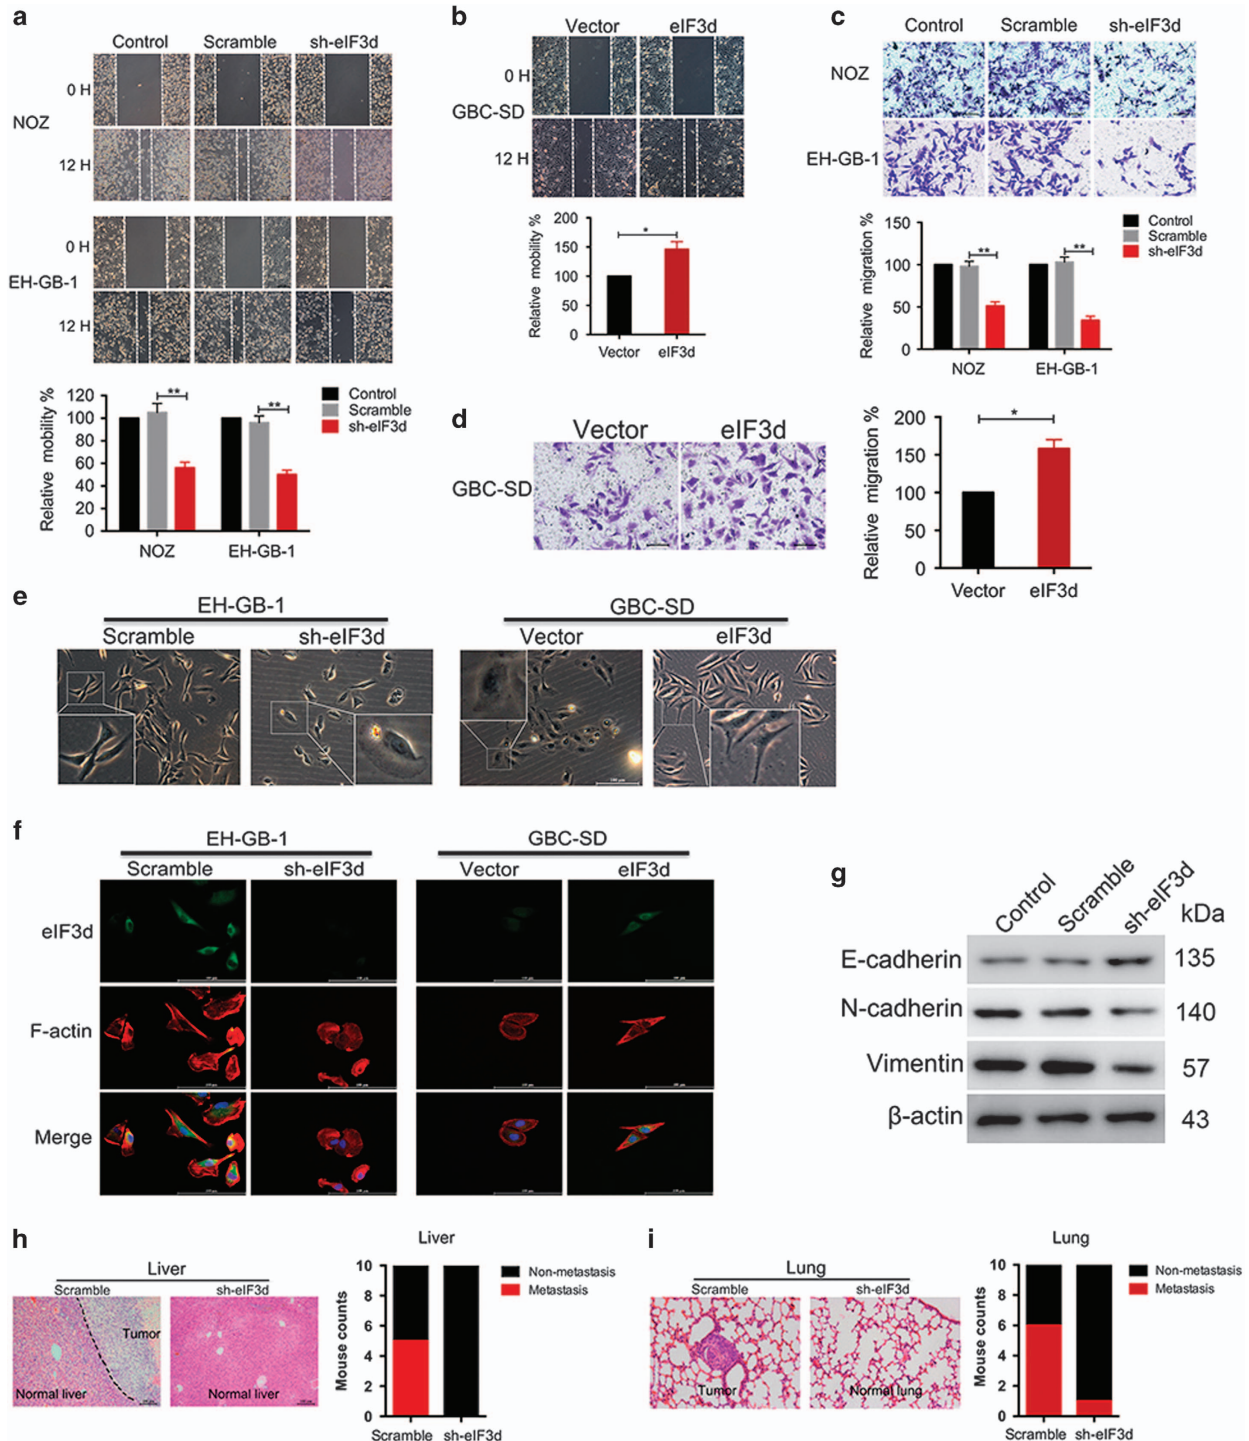 a
Control Scramble sh-eIF3d
0 H
NOZ
12 H
0 H
EH-GB-1
12 H
Relative mobility %
120
100
80
60
40
20
0
** **
Control
Scramble
sh-eIF3d
NOZ EH-GB-1
b
Vector eIF3d
0 H
GBC-SD
12 H
Relative mobility %
200
150
100
50
0
*
Vector eIF3d
c
Control Scramble sh-eIF3d
NOZ
EH-GB-1
Relative migration %
150
100
50
0
** **
Control
Scramble
sh-eIF3d
NOZ EH-GB-1
d
Vector eIF3d
GBC-SD
Relative migration %
200
150
100
50
0
*
Vector eIF3d
e
EH-GB-1 GBC-SD
Scramble sh-eIF3d Vector eIF3d
f
EH-GB-1 GBC-SD
Scramble sh-eIF3d Vector eIF3d
eIF3d
F-actin
Merge
g
Control Scramble sh-eIF3d kDa
E-cadherin 135
N-cadherin 140
Vimentin 57
β-actin 43
h
Liver
Scramble sh-eIF3d
Tumor
Normal liver Normal liver
Liver
Mouse counts
10
8
6
4
2
0
Non-metastasis
Metastasis
Scramble sh-eIF3d
i
Lung
Scramble sh-eIF3d
Tumor Normal lung
Lung
Mouse counts
10
8
6
4
2
0
Non-metastasis
Metastasis
Scramble sh-eIF3d